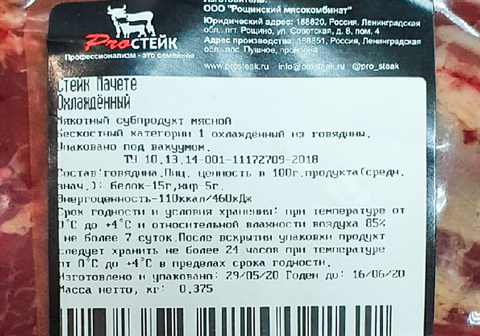 Изготовитель:
ООО "Рощинский мясокомбинат"
Юридический адрес: 188820, Россия, Ленинградская
обл., пгт. Рощино, ул. Советская, д. 8, пом. 4
Адрес производства: 188851, Россия, Ленинградская
обл., пос. Пушное, промзона
www.prosteak.ru info@prosteak.ru @pro_steak
ProСТЕЙК
Профессионализм - это семейное
Стейк Мачете
Охлаждённый
Мякотный субпродукт мясной
Бескостный категории 1 охлаждённый из говядины.
Упаковано под вакуумом.
ТУ 10.13.14-001-11172709-2018
Состав:говядина.Пищ. ценность в 100г.продукта(средн.
знач.): белок-15г,жир 5г.
Энергоценность-110ккал/460кДж
Срок годности и условия хранения: при температуре от
0°C до +4°C и относительной влажности воздуха 85%
не более 7 суток.После вскрытия упаковки продукт
следует хранить не более 24 часов при температуре
от 0°C до +4°C в пределах срока годности.
Изготовлено и упаковано: 29/05/20 Годен до: 16/06/20
Масса нетто, кг: 0,375